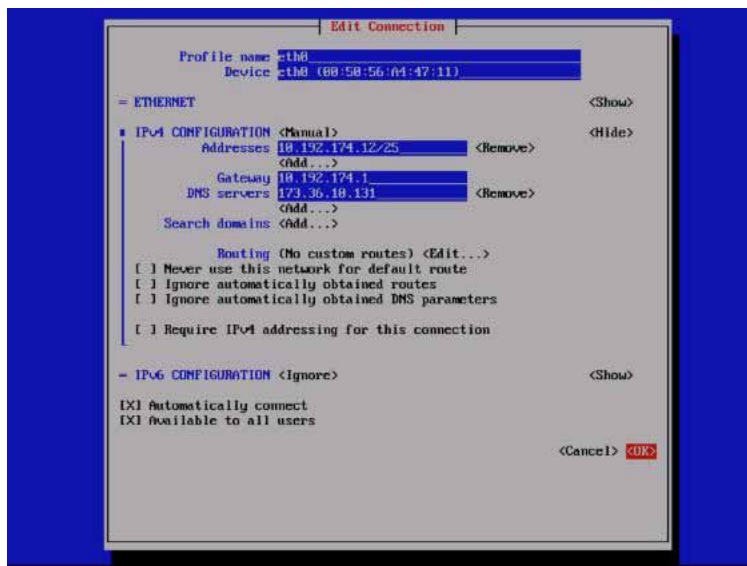 Edit Connection
Profile name eth0
Device eth0 (00:50:56:A4:47:11)
= ETHERNET <Show>
IPv4 CONFIGURATION <Manual> <Hide>
Addresses 10.192.174.12/25 <Remove>
<Add...>
Gateway 10.192.174.1
DNS servers 173.36.10.131 <Remove>
<Add...>
Search domains <Add...>
Routing (No custom routes) <Edit...>
[ ] Never use this network for default route
[ ] Ignore automatically obtained routes
[ ] Ignore automatically obtained DNS parameters
[ ] Require IPv4 addressing for this connection
= IPv6 CONFIGURATION <Ignore> <Show>
[X] Automatically connect
[X] Available to all users
<Cancel> <OK>